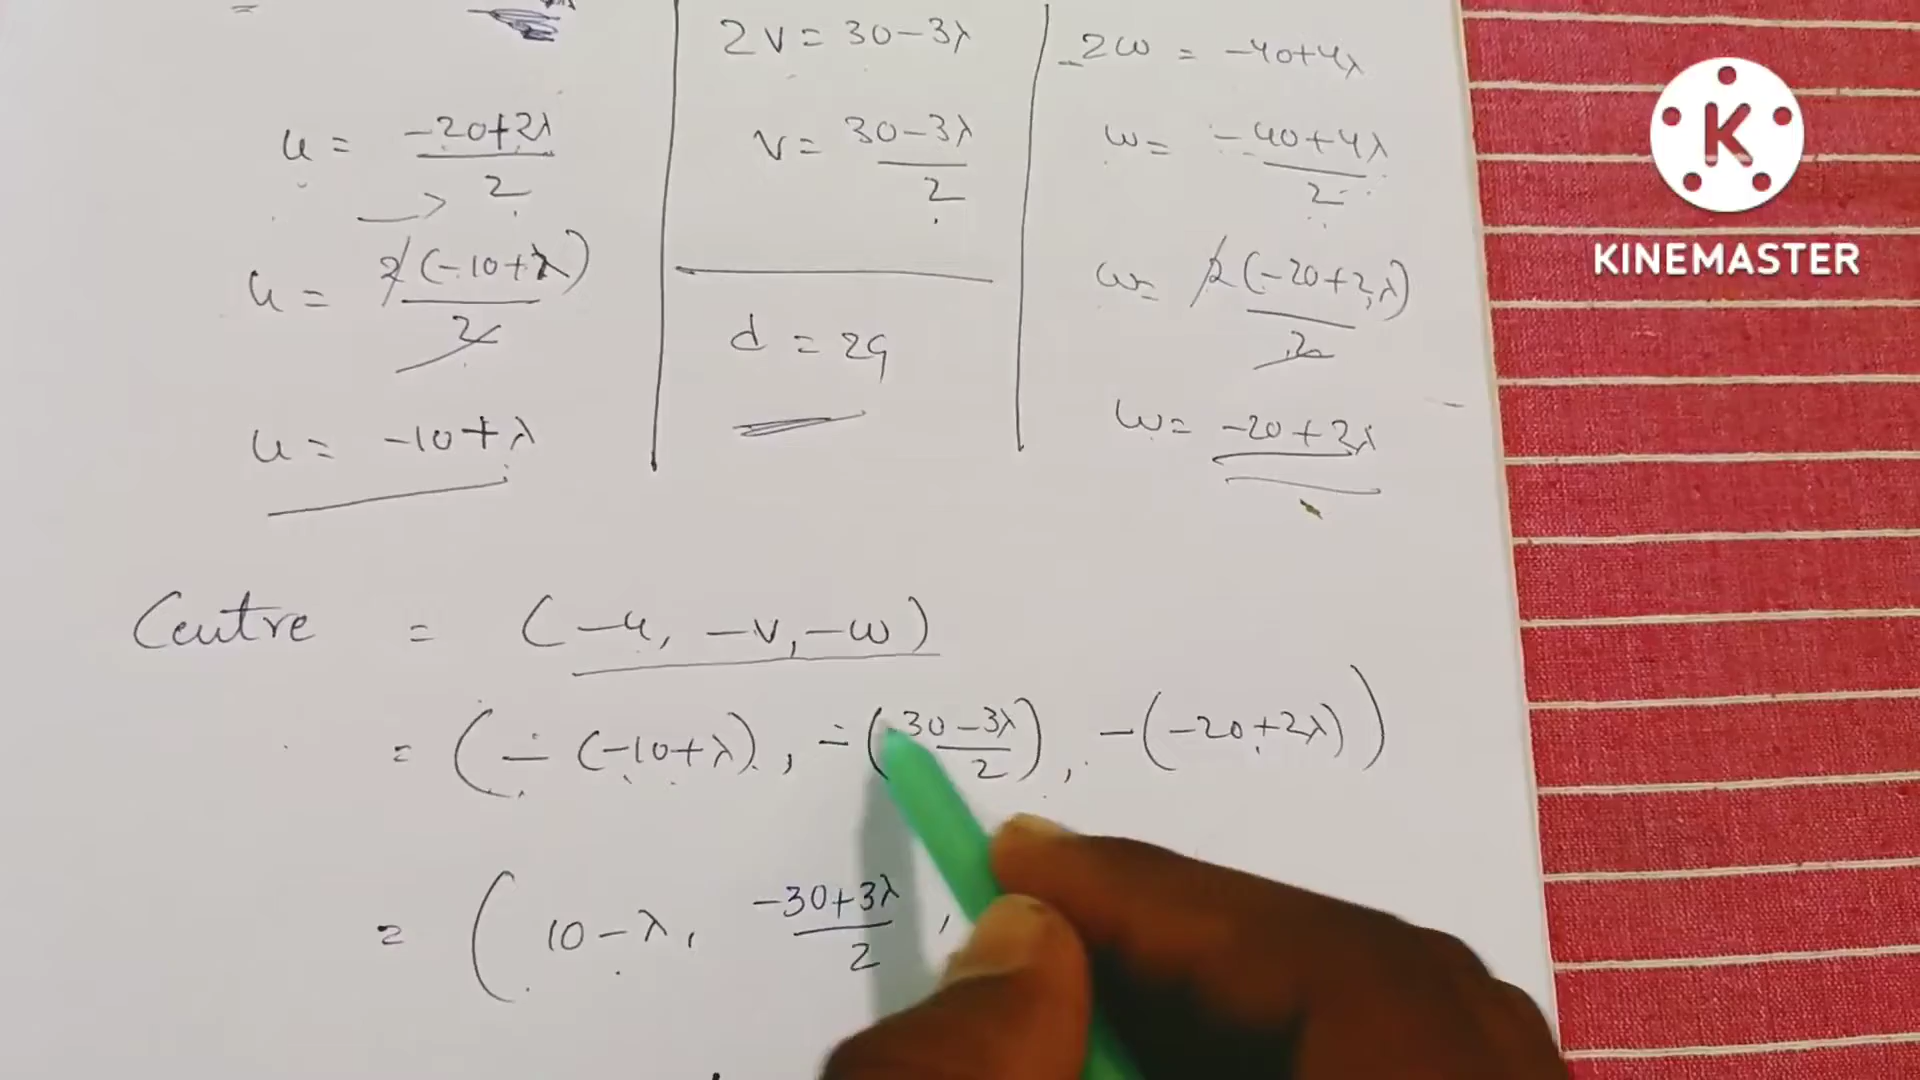 =
u = -20+2λ / 2
u = 2(-10+λ) / 2
u = -10+λ
2v = 30-3λ
v = 30-3λ / 2
d = 29
2w = -40+4λ
w = -40+4λ / 2
w = 2(-20+2λ) / 2
w = -20+2λ
Centre = (-u, -v, -w)
= (-(-10+λ), -(30-3λ / 2), -(-20+2λ))
= (10-λ, -30+3λ / 2,
K
KINEMASTER